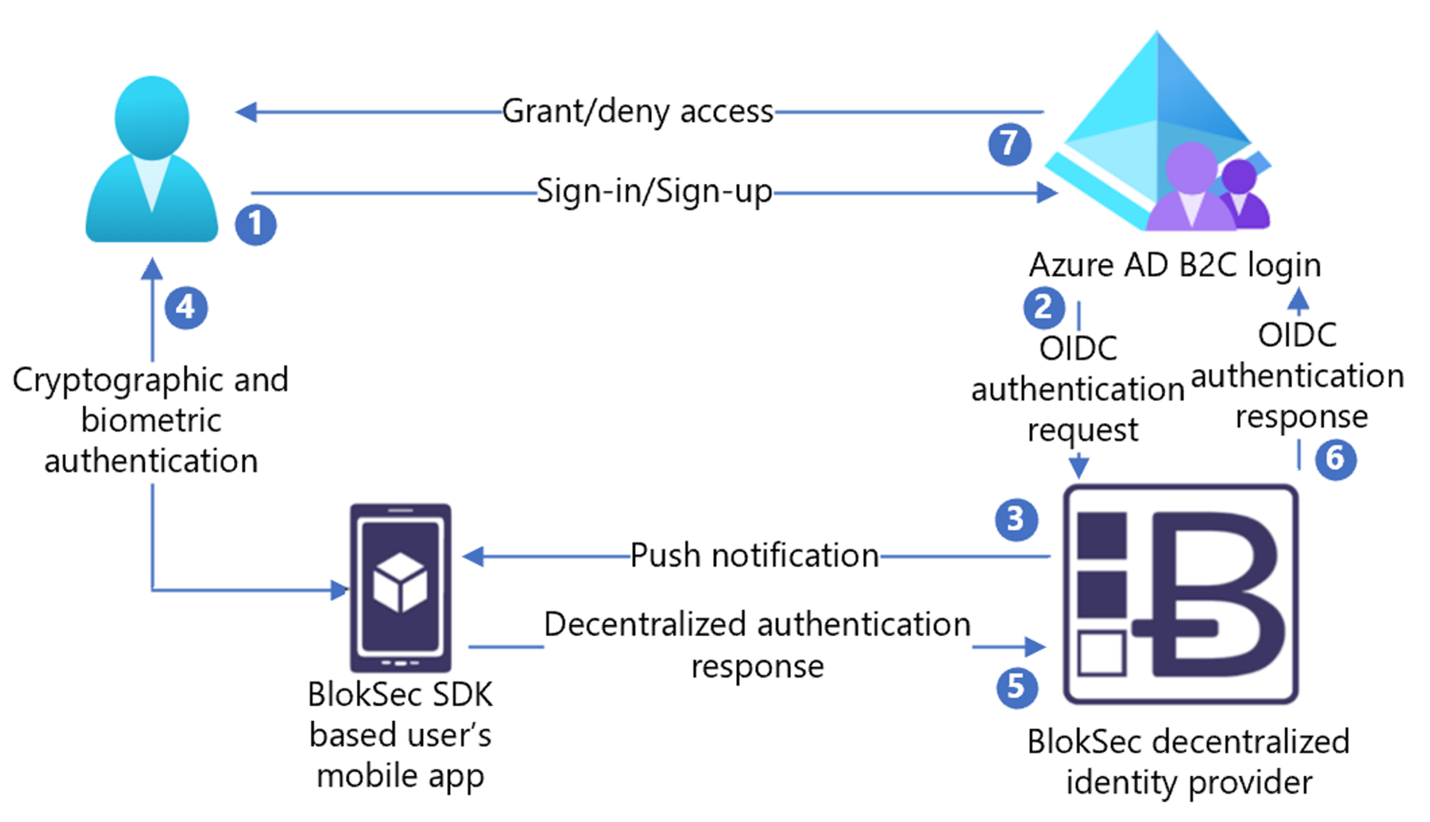 Grant/deny access
7
Sign-in/Sign-up
1
Azure AD B2C login
4
2
OIDC
authentication
request
OIDC
authentication
response
6
Cryptographic and
biometric
authentication
3
Push notification
Decentralized authentication
response
5
B
BlokSec SDK
based user’s
mobile app
BlokSec decentralized
identity provider